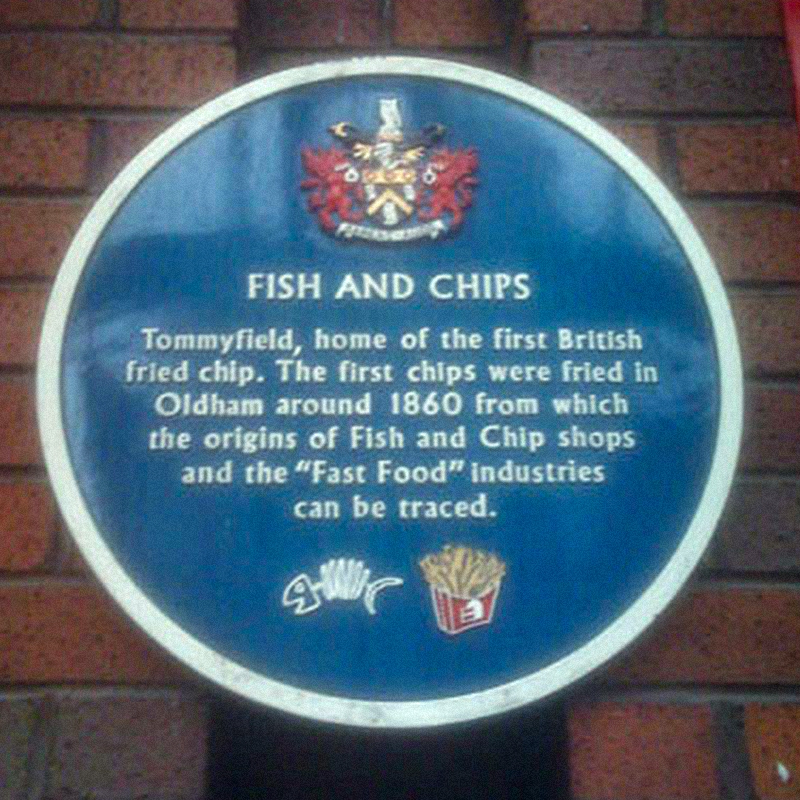 FISH AND CHIPS
Tommyfield, home of the first British
fried chip. The first chips were fried in
Oldham around 1860 from which
the origins of Fish and Chip shops
and the "Fast Food" industries
can be traced.